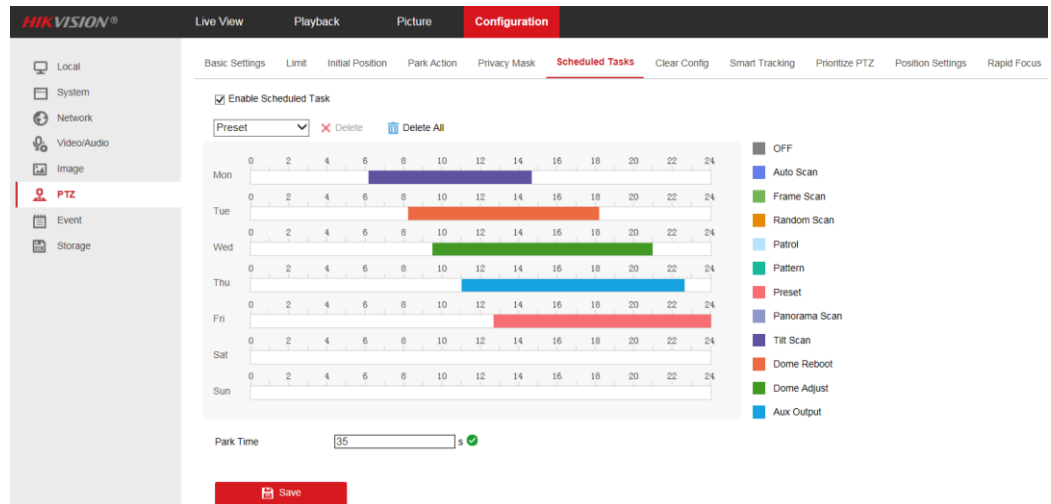 HIKVISION®
Live View Playback Picture Configuration
Local
System
Network
Video/Audio
Image
PTZ
Event
Storage
Basic Settings Limit Initial Position Park Action Privacy Mask Scheduled Tasks Clear Config Smart Tracking Prioritize PTZ Position Settings Rapid Focus
Enable Scheduled Task
Preset Delete Delete All
0 2 4 6 8 10 12 14 16 18 20 22 24
Mon
0 2 4 6 8 10 12 14 16 18 20 22 24
Tue
0 2 4 6 8 10 12 14 16 18 20 22 24
Wed
0 2 4 6 8 10 12 14 16 18 20 22 24
Thu
0 2 4 6 8 10 12 14 16 18 20 22 24
Fri
0 2 4 6 8 10 12 14 16 18 20 22 24
Sat
0 2 4 6 8 10 12 14 16 18 20 22 24
Sun
OFF
Auto Scan
Frame Scan
Random Scan
Patrol
Pattern
Preset
Panorama Scan
Tilt Scan
Dome Reboot
Dome Adjust
Aux Output
Park Time 35 s
Save